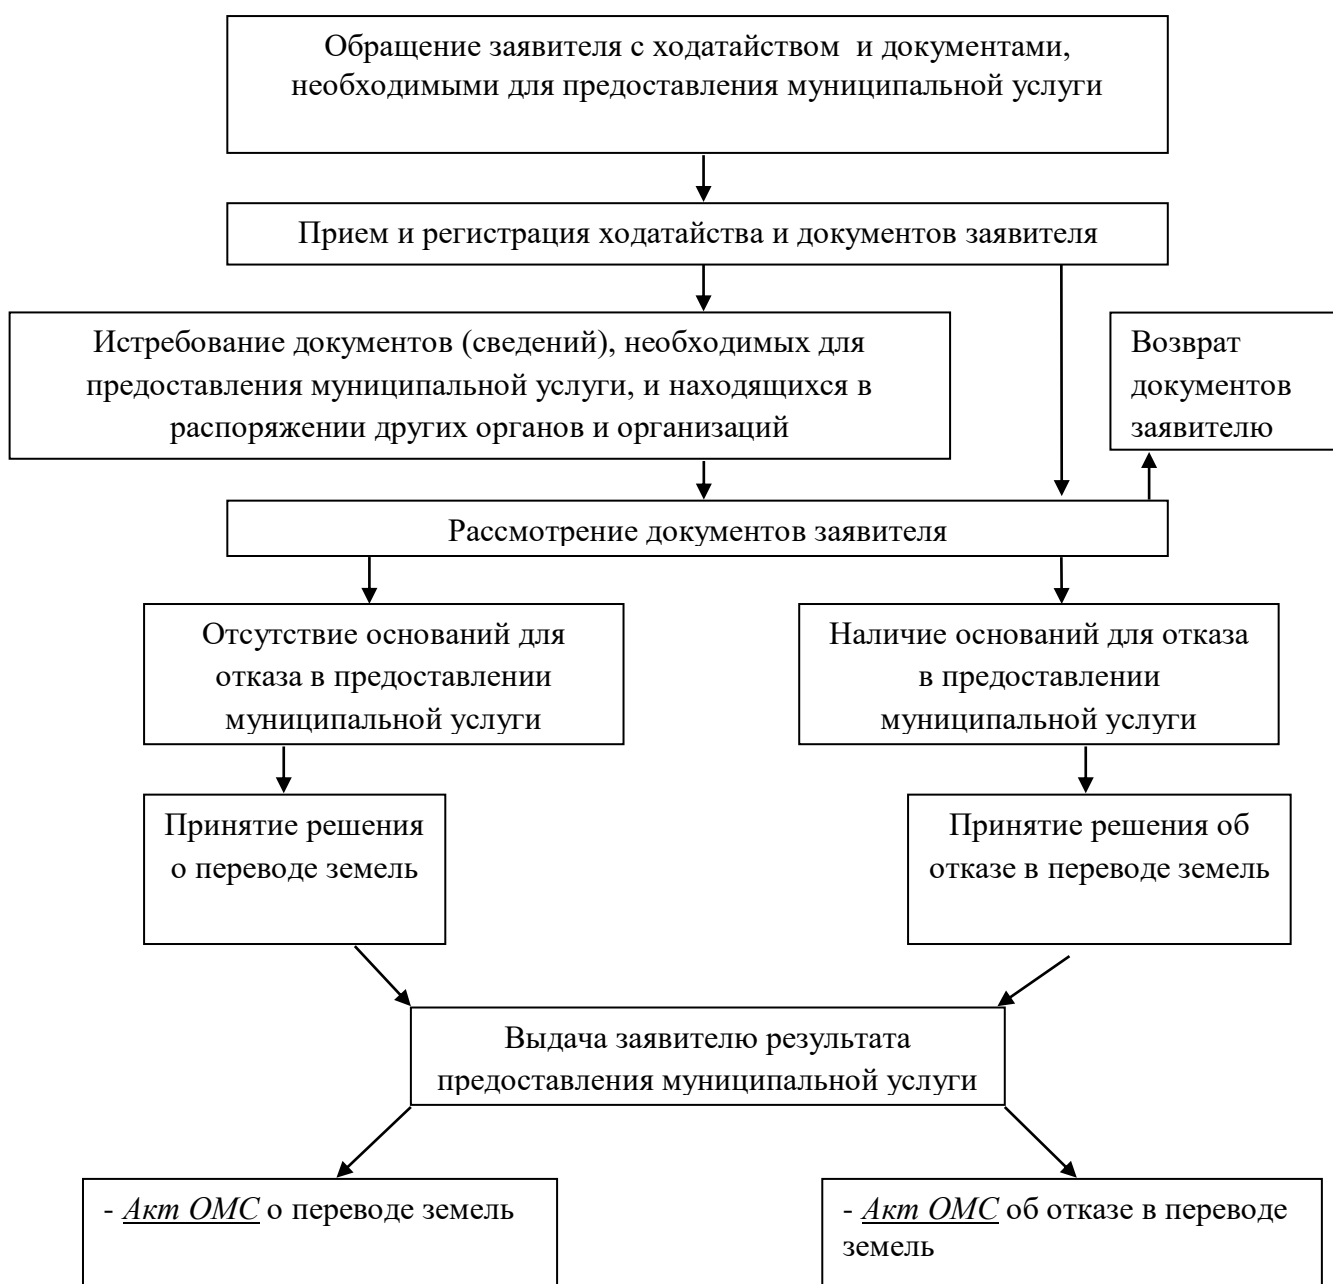 Обращение заявителя с ходатайством  и документами,
необходимыми для предоставления муниципальной услуги
Прием и регистрация ходатайства и документов заявителя
Истребование документов (сведений), необходимых для
предоставления муниципальной услуги, и находящихся в
распоряжении других органов и организаций
Возврат
документов
заявителю
Рассмотрение документов заявителя
Отсутствие оснований для
отказа в предоставлении
муниципальной услуги
Наличие оснований для отказа
в предоставлении
муниципальной услуги
Принятие решения
о переводе земель
Принятие решения об
отказе в переводе земель
Выдача заявителю результата
предоставления муниципальной услуги
- Акт ОМС о переводе земель
- Акт ОМС об отказе в переводе
земель